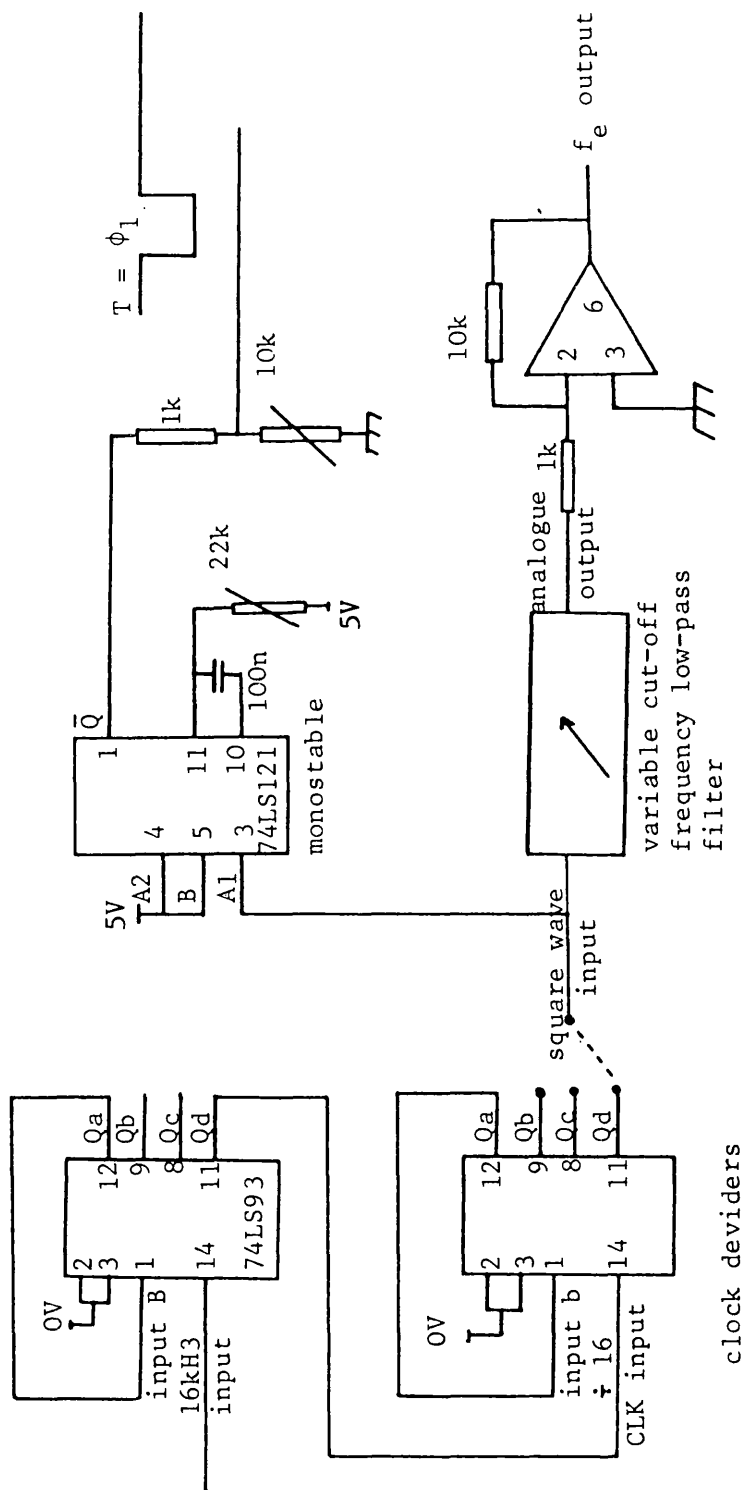 T = ϕ1
1k
10k
Q̅
1
11
10
4
5
3
74LS121
monostable
5V
A2
B
A1
22k
100n
5V
0V
2
3
1
14
12
9
8
11
74LS93
Qa
Qb
Qc
Qd
input B
16kH3
input
0V
2
3
1
14
12
9
8
11
Qa
Qb
Qc
Qd
input b
÷ 16
CLK input
clock deviders
square wave
input
variable cut-off
frequency low-pass
filter
analogue
output
1k
10k
2
3
6
fe output